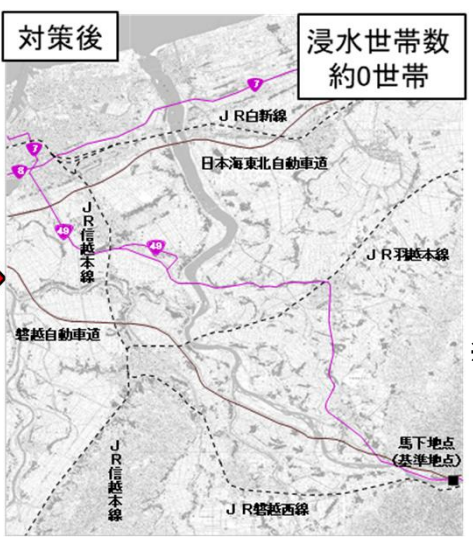 対策後
浸水世帯数
約0世帯
7
JR白新線
7
8
日本海東北自動車道
JR信越本線
49
49
JR羽越本線
磐越自動車道
馬下地点
(基準地点)
JR信越本線
JR磐越西線